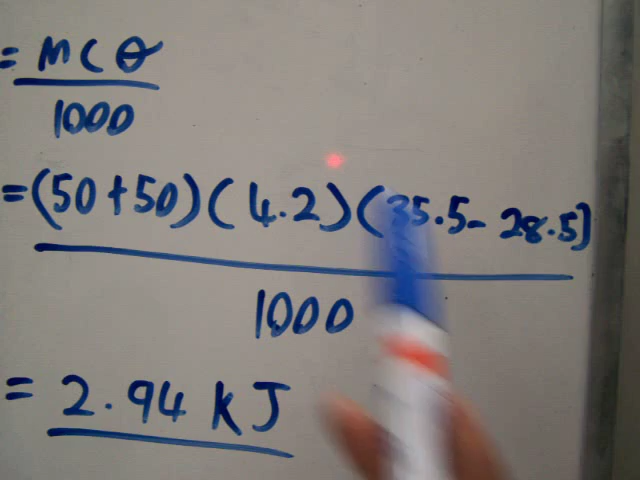 = mcθ
1000
=(50+50)(4.2)(35.5-28.5)
1000
= 2.94 kJ